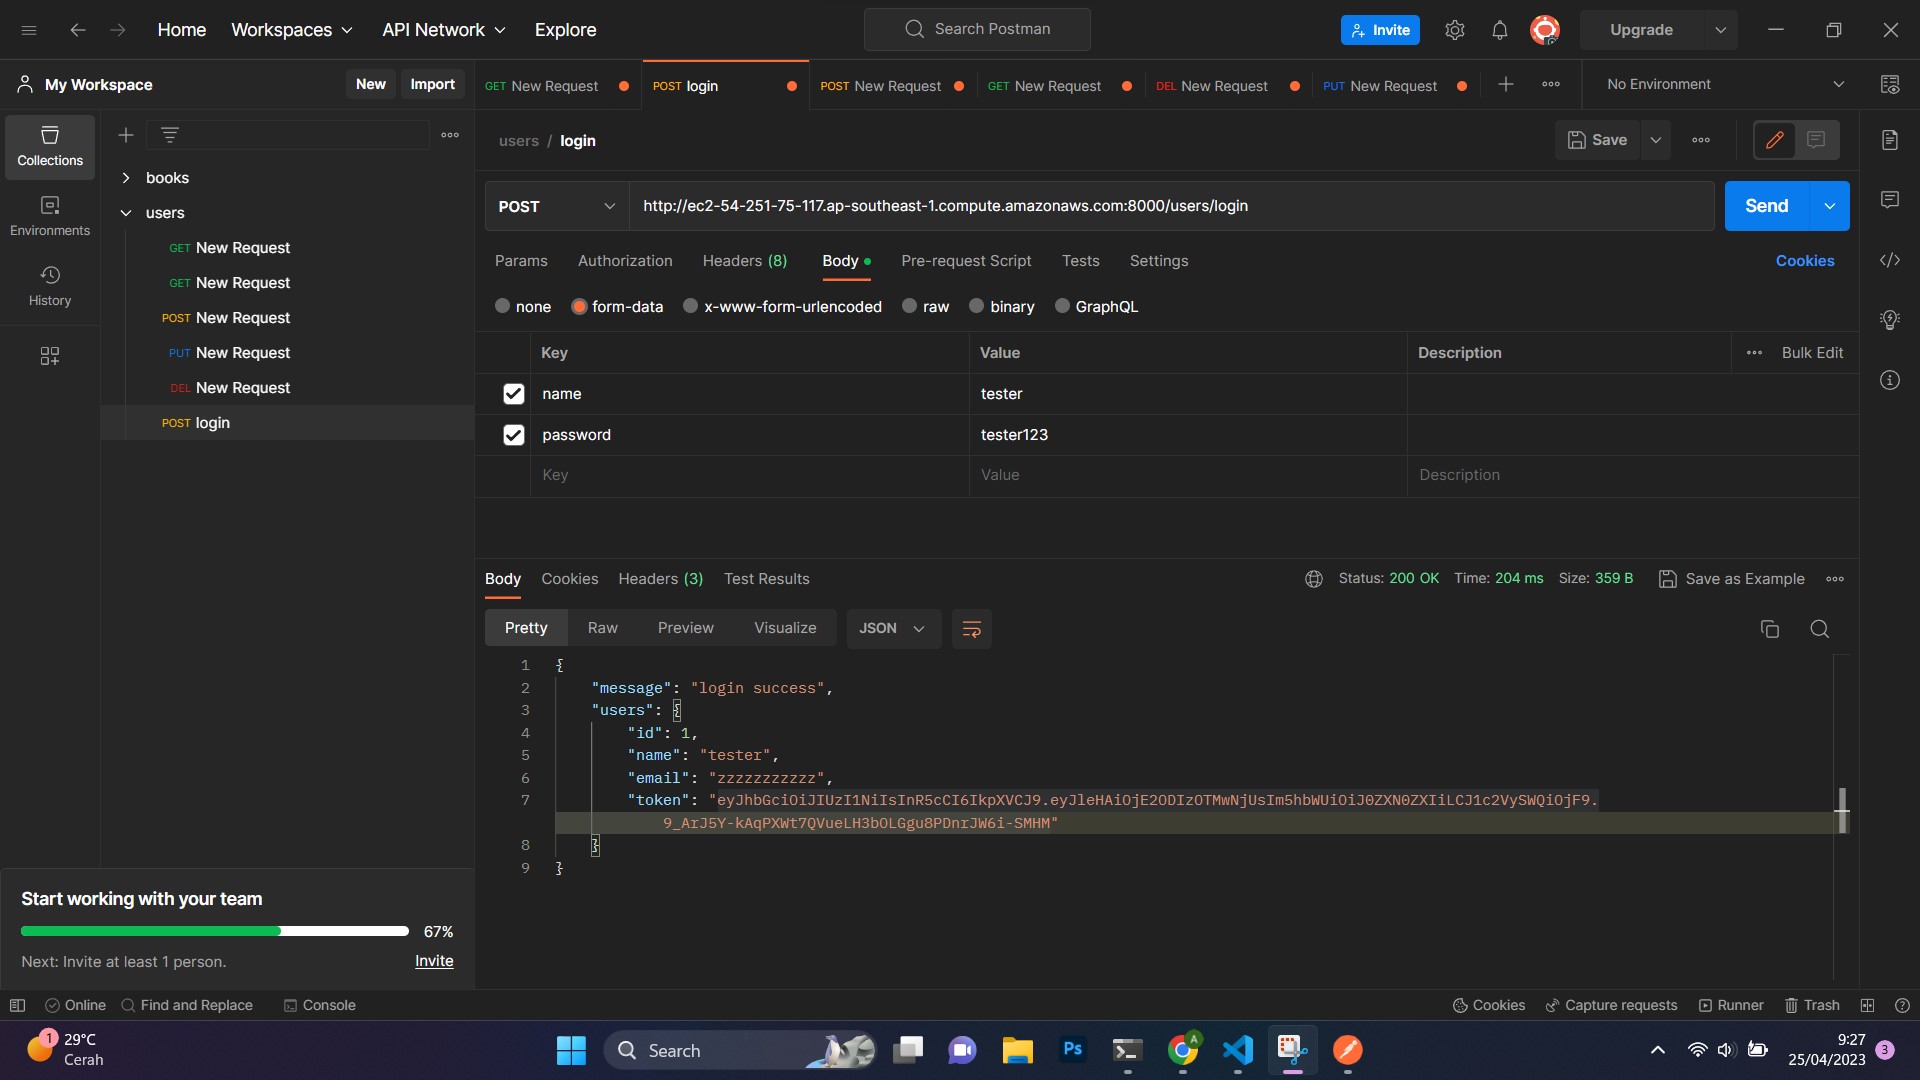 Home
Workspaces
API Network
Explore
Search Postman
Invite
Upgrade
My Workspace
New
Import
GET New Request
POST login
POST New Request
GET New Request
DEL New Request
PUT New Request
No Environment
Collections
Environments
History
books
users
GET New Request
GET New Request
POST New Request
PUT New Request
DEL New Request
POST login
users / login
Save
POST
http://ec2-54-251-75-117.ap-southeast-1.compute.amazonaws.com:8000/users/login
Send
Params
Authorization
Headers (8)
Body
Pre-request Script
Tests
Settings
Cookies
none
form-data
x-www-form-urlencoded
raw
binary
GraphQL
Key
Value
Description
Bulk Edit
name
tester
password
tester123
Key
Value
Description
Body
Cookies
Headers (3)
Test Results
Status: 200 OK
Time: 204 ms
Size: 359 B
Save as Example
Pretty
Raw
Preview
Visualize
JSON
1 {
2 "message": "login success",
3 "users": {
4 "id": 1,
5 "name": "tester",
6 "email": "zzzzzzzzzzz",
7 "token": "eyJhbGciOiJIUzI1NiIsInR5cCI6IkpXVCJ9.eyJleHAiOjE2ODIzOTMwNjUsIm5hbWUiOiJ0ZXN0ZXIiLCJ1c2VySWQiOjF9.
9_ArJ5Y-kAqPXWt7QVueLH3bOLGgu8PDnrJW6i-SMHM"
8 }
9 }
Start working with your team
67%
Next: Invite at least 1 person.
Invite
Online
Find and Replace
Console
Cookies
Capture requests
Runner
Trash
1
29°C
Cerah
Search
Ps
A
9:27
25/04/2023
3